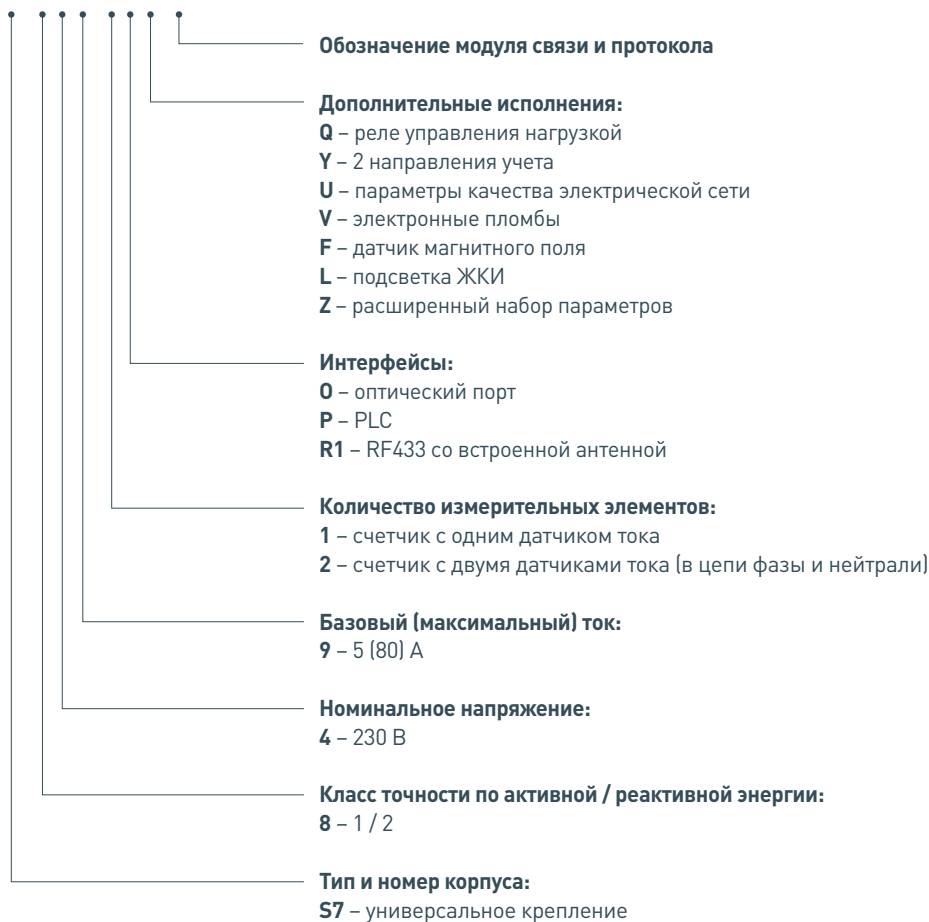 Обозначение модуля связи и протокола
Дополнительные исполнения:
Q – реле управления нагрузкой
Y – 2 направления учета
U – параметры качества электрической сети
V – электронные пломбы
F – датчик магнитного поля
L – подсветка ЖКИ
Z – расширенный набор параметров
Интерфейсы:
O – оптический порт
P – PLC
R1 – RF433 со встроенной антенной
Количество измерительных элементов:
1 – счетчик с одним датчиком тока
2 – счетчик с двумя датчиками тока (в цепи фазы и нейтрали)
Базовый (максимальный) ток:
9 – 5 (80) А
Номинальное напряжение:
4 – 230 В
Класс точности по активной / реактивной энергии:
8 – 1 / 2
Тип и номер корпуса:
S7 – универсальное крепление